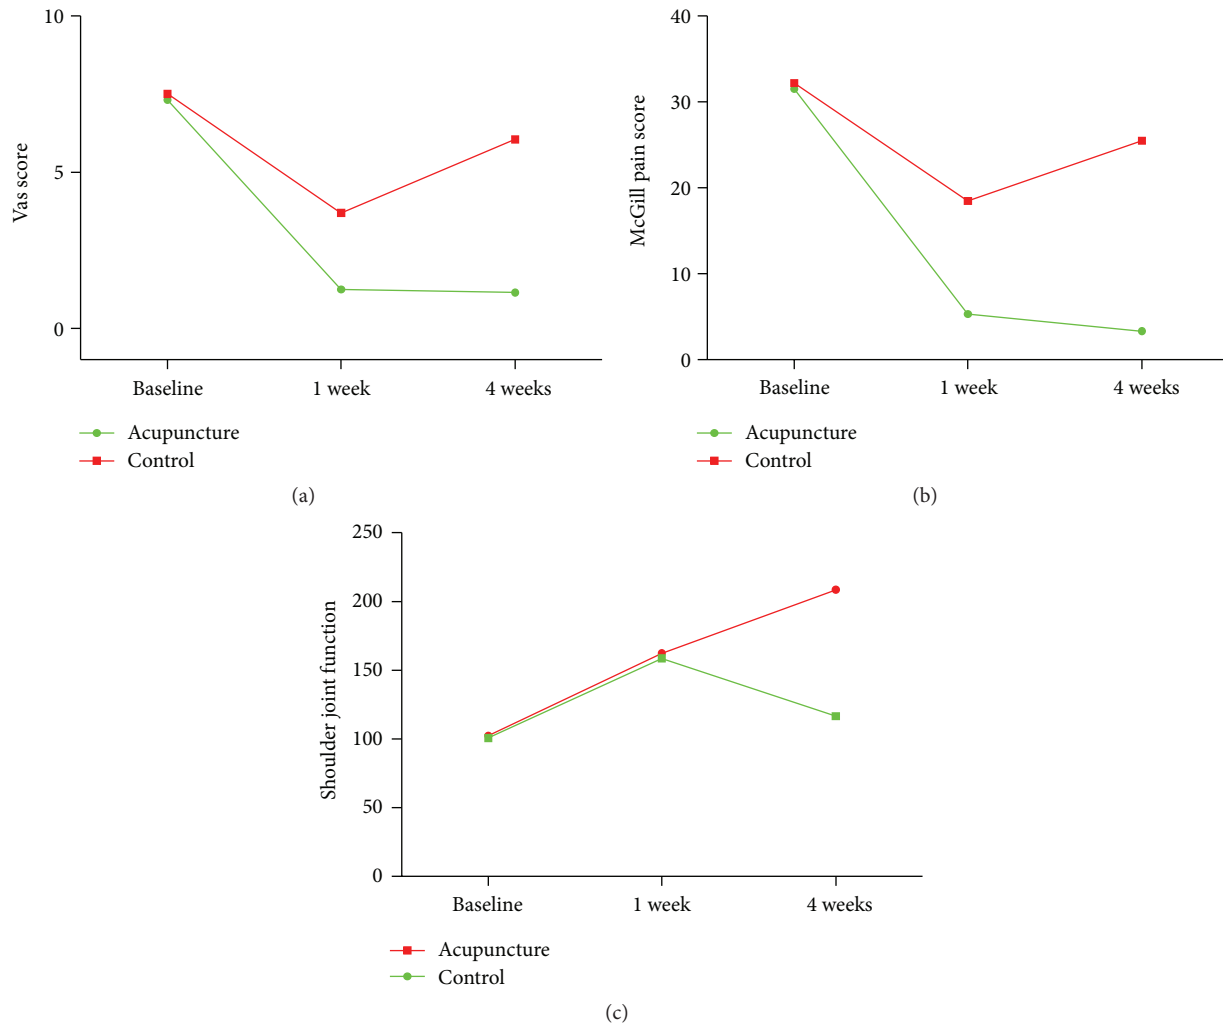 10
5
0
Vas score
Baseline
1 week
4 weeks
Acupuncture
Control
(a)
40
30
20
10
0
McGill pain score
Baseline
1 week
4 weeks
Acupuncture
Control
(b)
250
200
150
100
50
0
Shoulder joint function
Baseline
1 week
4 weeks
Acupuncture
Control
(c)